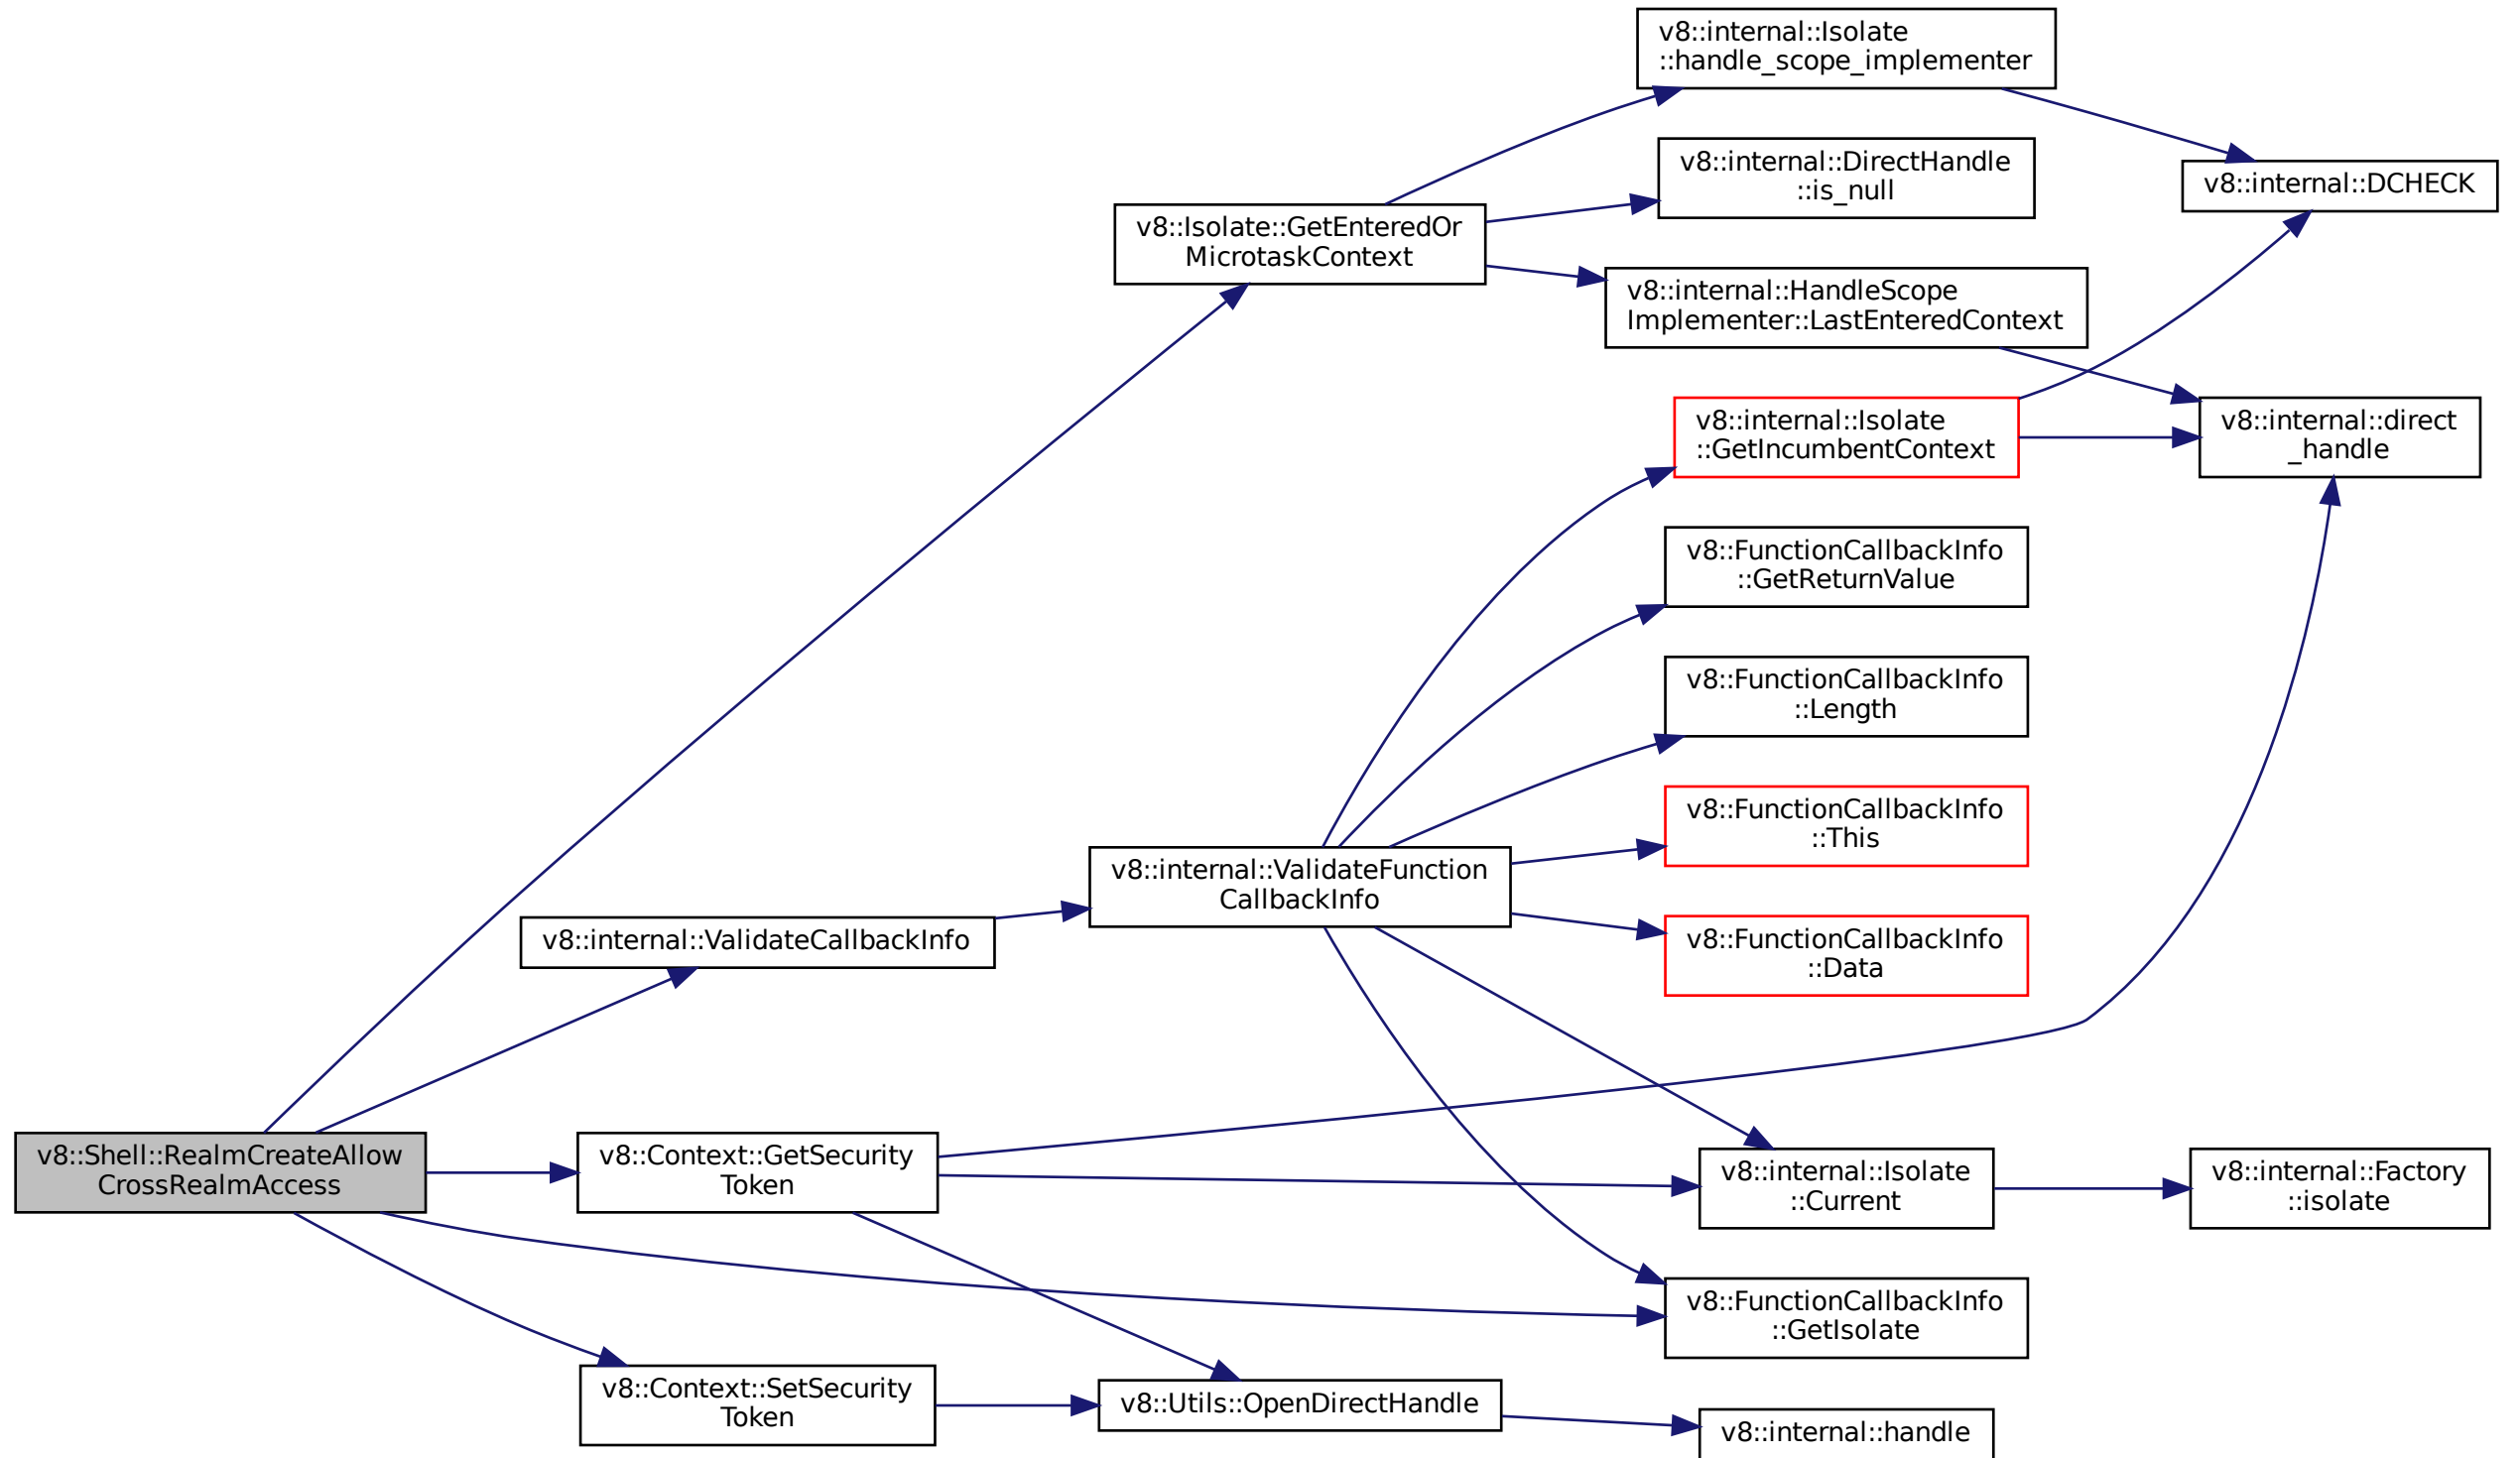 v8::internal::Isolate
::handle_scope_implementer
v8::internal::DirectHandle
::is_null
v8::internal::DCHECK
v8::Isolate::GetEnteredOr
MicrotaskContext
v8::internal::HandleScope
Implementer::LastEnteredContext
v8::internal::Isolate
::GetIncumbentContext
v8::internal::direct
_handle
v8::FunctionCallbackInfo
::GetReturnValue
v8::FunctionCallbackInfo
::Length
v8::FunctionCallbackInfo
::This
v8::internal::ValidateFunction
CallbackInfo
v8::internal::ValidateCallbackInfo
v8::FunctionCallbackInfo
::Data
v8::Shell::RealmCreateAllow
CrossRealmAccess
v8::Context::GetSecurity
Token
v8::internal::Isolate
::Current
v8::internal::Factory
::isolate
v8::FunctionCallbackInfo
::GetIsolate
v8::Context::SetSecurity
Token
v8::Utils::OpenDirectHandle
v8::internal::handle